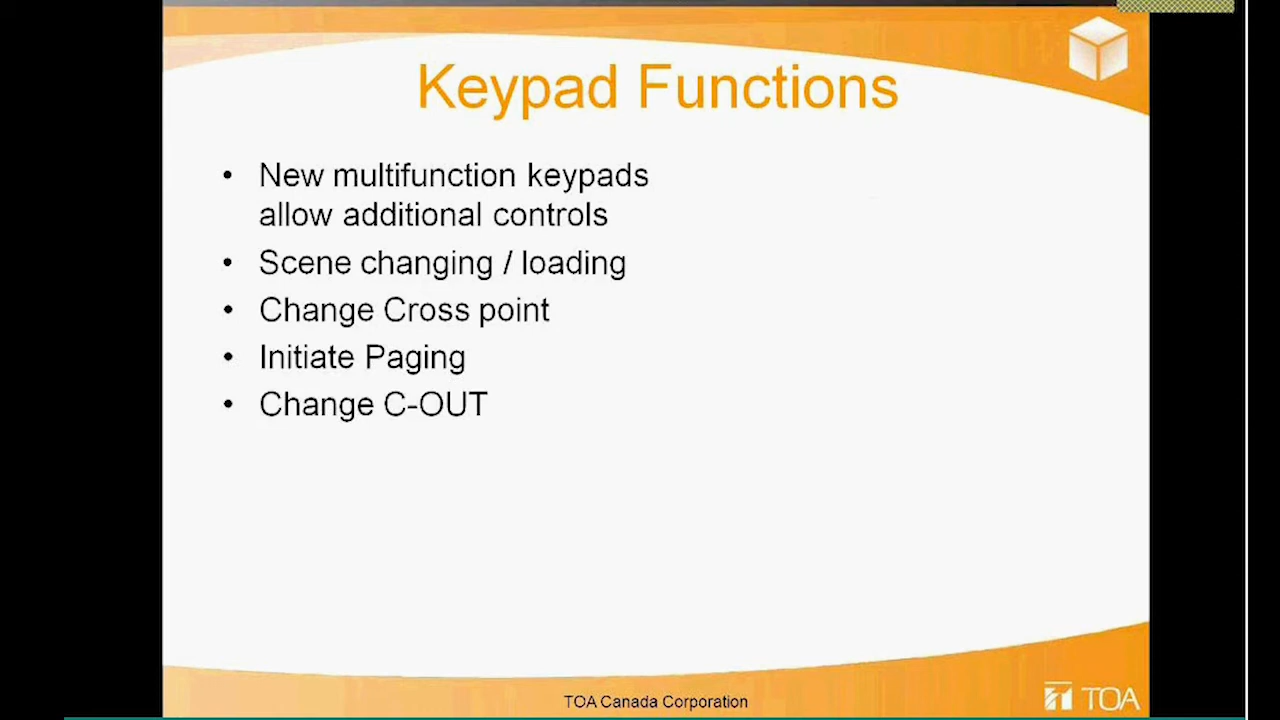 Keypad Functions
• New multifunction keypads
allow additional controls
• Scene changing / loading
• Change Cross point
• Initiate Paging
• Change C-OUT
TOA Canada Corporation
TOA